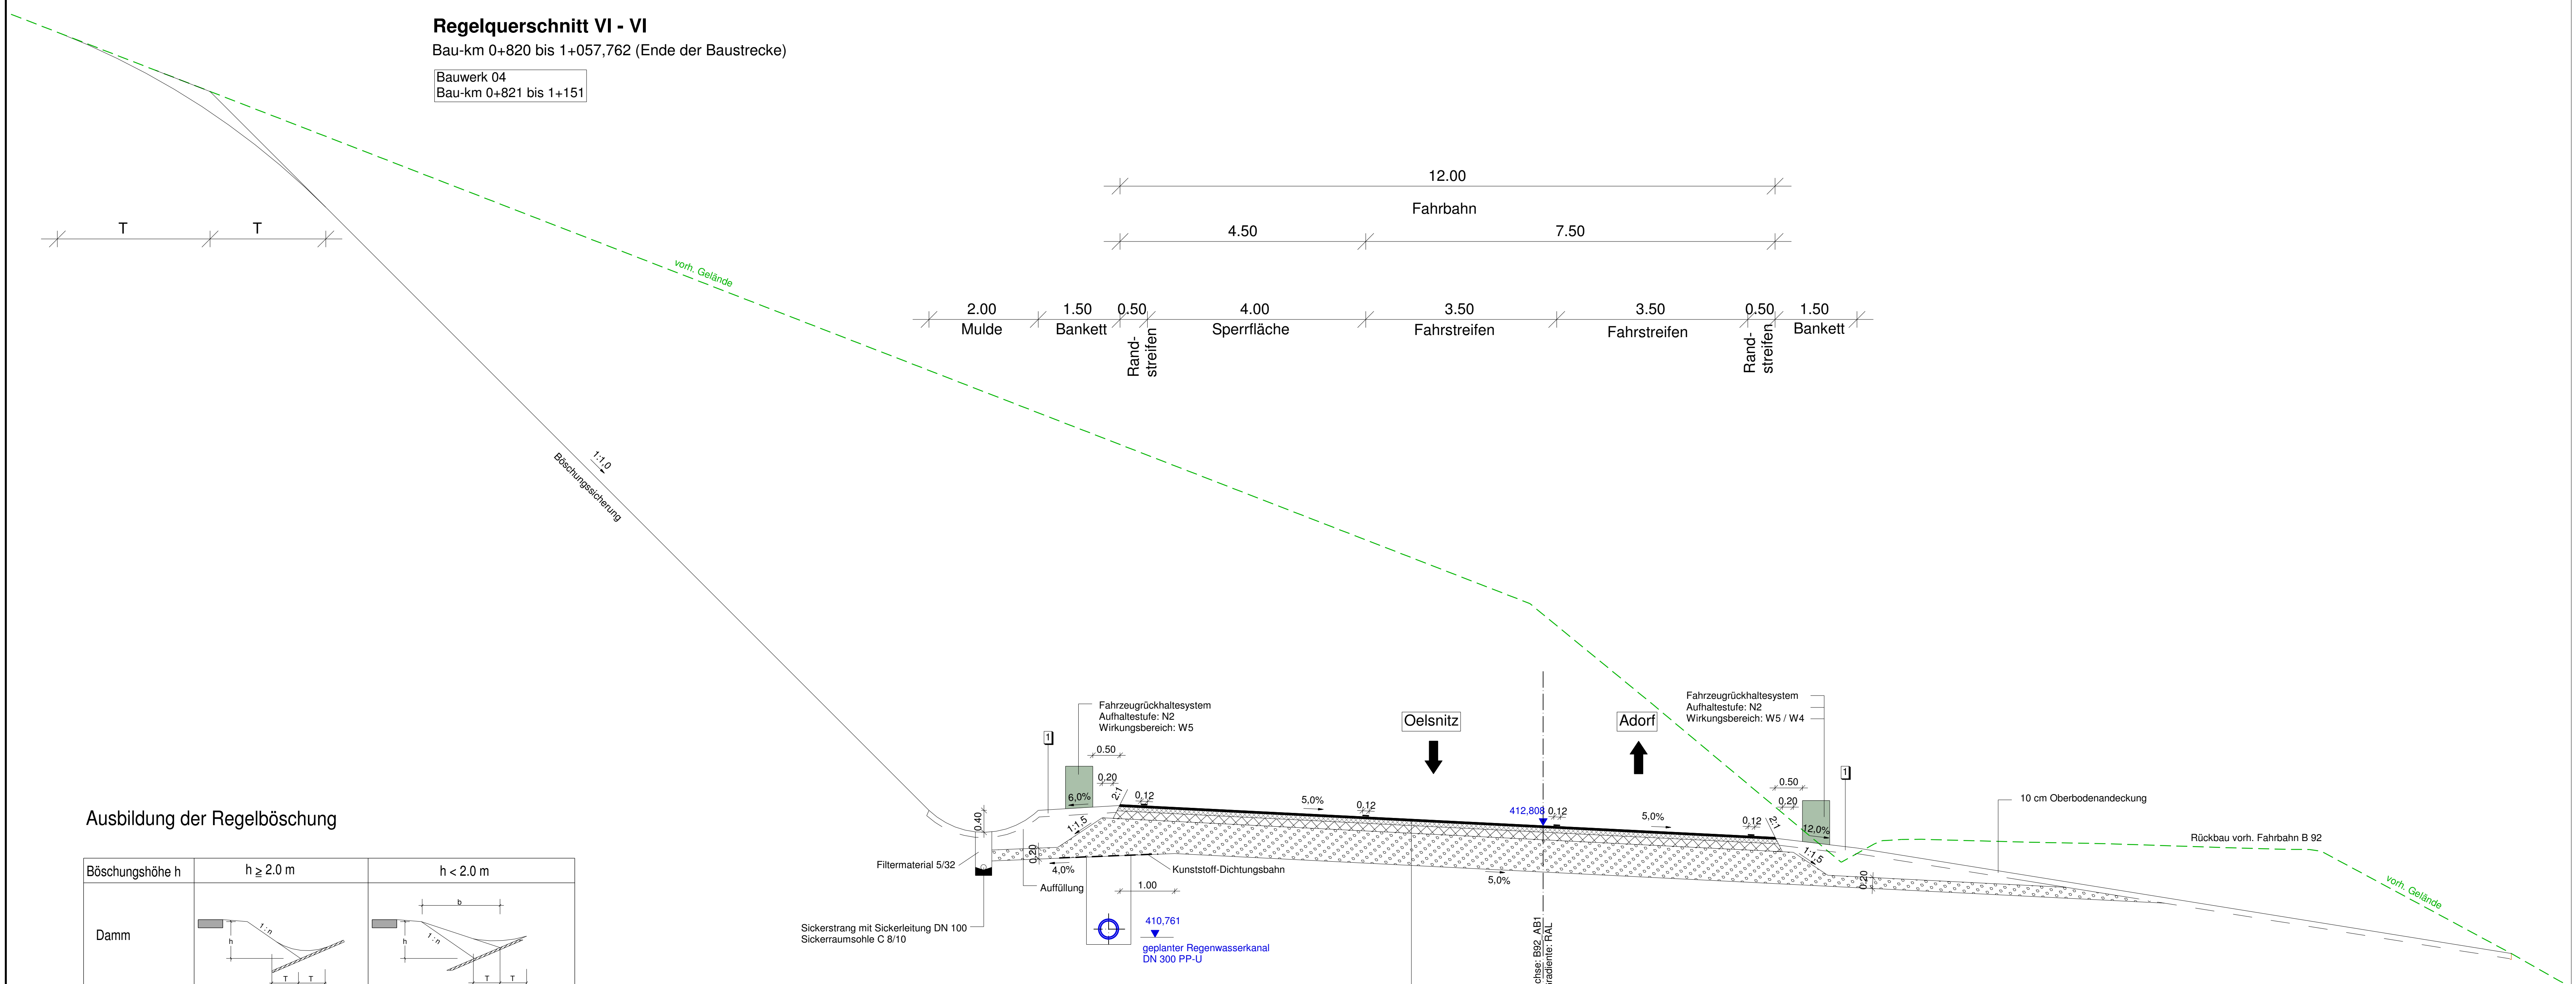 Regelquerschnitt VI - VI
Bau-km 0+820 bis 1+057,762 (Ende der Baustrecke)
Bauwerk 04
Bau-km 0+821 bis 1+151
12.00
Fahrbahn
4.50
7.50
T
T
vorh. Gelände
2.00
1.50
0.50
4.00
3.50
3.50
0.50
1.50
Mulde
Bankett
Rand-
streifen
Sperrfläche
Fahrstreifen
Fahrstreifen
Rand-
streifen
Bankett
1:1,0
Böschungssicherung
Fahrzeugrückhaltesystem
Aufhaltestufe: N2
Wirkungsbereich: W5
Oelsnitz
Adorf
Fahrzeugrückhaltesystem
Aufhaltestufe: N2
Wirkungsbereich: W5 / W4
1
0.50
0.20
6,0%
2:1
0.12
5,0%
0.12
412,808
0.12
5,0%
0.12
2:1
0.50
0.20
12,0%
1
10 cm Oberbodenandeckung
Rückbau vorh. Fahrbahn B 92
vorh. Gelände
0.40
1:1,5
0.20
4,0%
Filtermaterial 5/32
Auffüllung
Kunststoff-Dichtungsbahn
1.00
5,0%
1:1,5
0.20
Sickerstrang mit Sickerleitung DN 100
Sickerraumsohle C 8/10
410,761
geplanter Regenwasserkanal
DN 300 PP-U
B92_AB1
RAL
Ausbildung der Regelböschung
Böschungshöhe h
h ≥ 2.0 m
h < 2.0 m
Damm
h
1 : n
T
T
b
h
1 : n
T
T